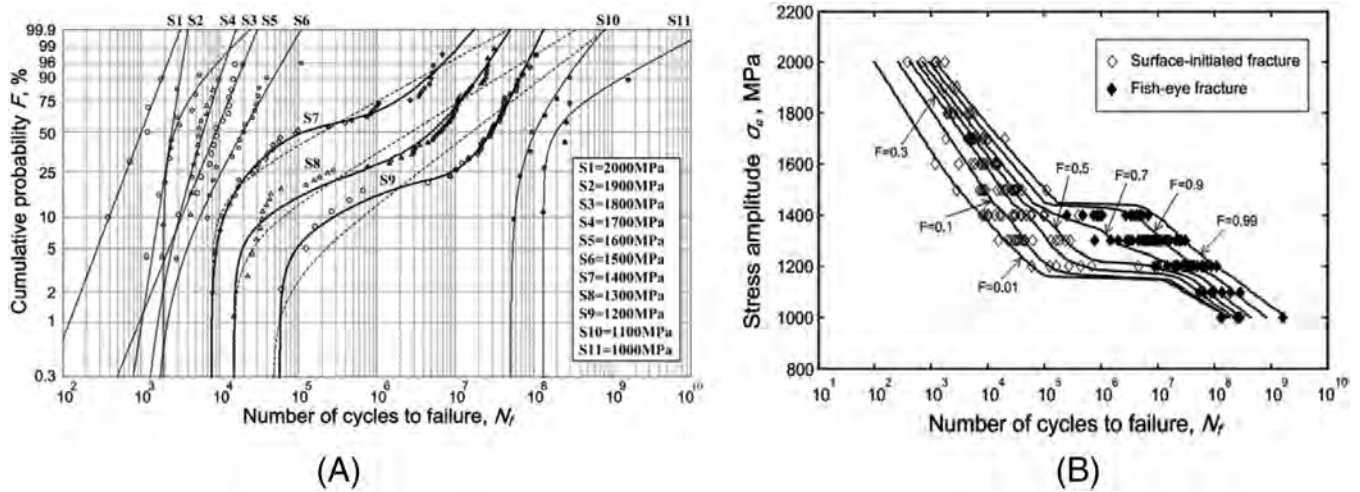 S1 S2 S4 S3 S5 S6 S10 S11
Cumulative probability F, %
99.9
99
96
90
75
50
25
10
5
2
1
0.3
S7
S8
S9
S1=2000MPa
S2=1900MPa
S3=1800MPa
S4=1700MPa
S5=1600MPa
S6=1500MPa
S7=1400MPa
S8=1300MPa
S9=1200MPa
S10=1100MPa
S11=1000MPa
10² 10³ 10⁴ 10⁵ 10⁶ 10⁷ 10⁸ 10⁹
Number of cycles to failure, Nf
(A)
Stress amplitude σa, MPa
2200
2000
1800
1600
1400
1200
1000
800
◇ Surface-initiated fracture
◆ Fish-eye fracture
F=0.3
F=0.5
F=0.7
F=0.9
F=0.1
F=0.99
F=0.01
10¹ 10² 10³ 10⁴ 10⁵ 10⁶ 10⁷ 10⁸ 10⁹ 10
Number of cycles to failure, Nf
(B)